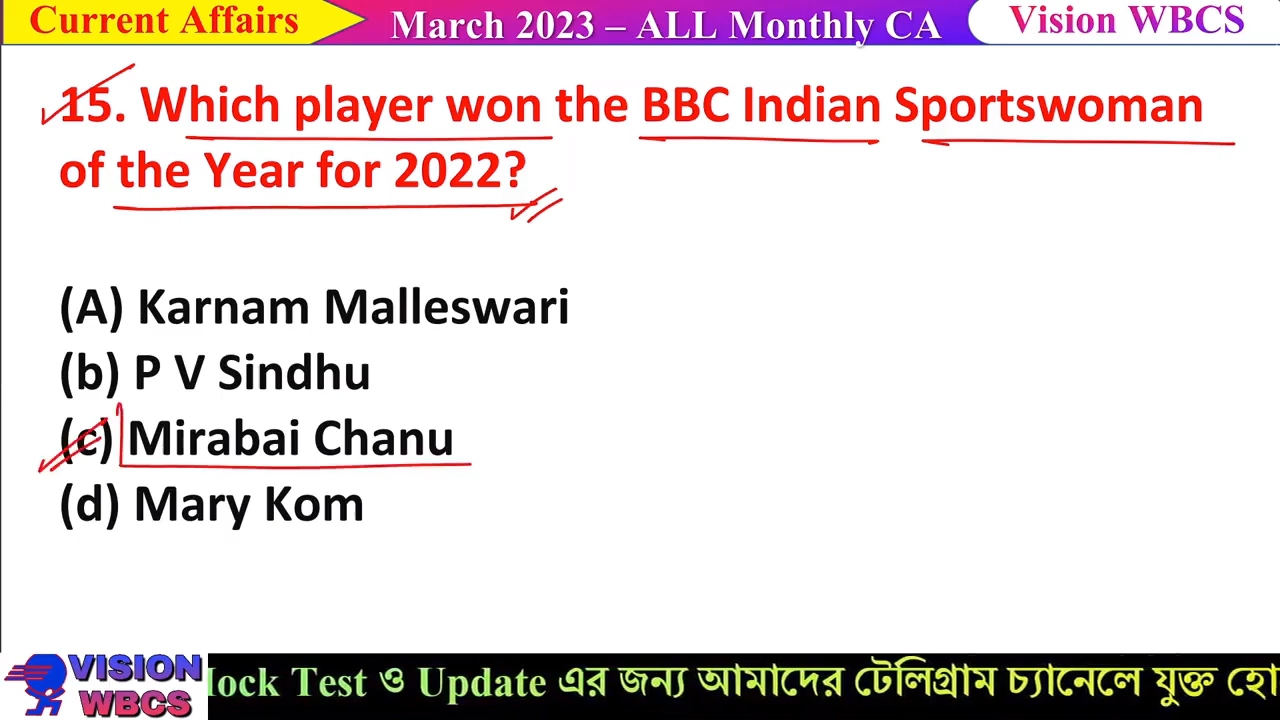 Current Affairs
March 2023 – ALL Monthly CA
Vision WBCS
15. Which player won the BBC Indian Sportswoman
of the Year for 2022?
(A) Karnam Malleswari
(b) P V Sindhu
(c) Mirabai Chanu
(d) Mary Kom
VISION
WBCS
Test ও Update এর জন্য আমাদের টেলিগ্রাম চ্যানেলে যুক্ত